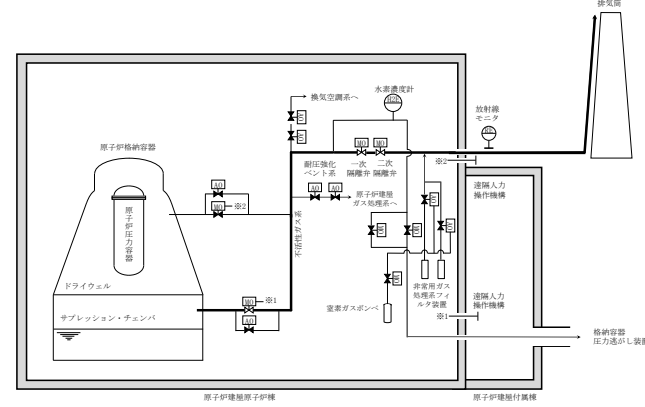 排気筒
換気空調系へ
水素濃度計
H2E
放射線
モニタ
RE
AO
AO
原子炉格納容器
MO
MO
耐圧強化
ベント系
一次
隔離弁
二次
隔離弁
※2
AO
MO
※2
AO
AO
原子炉建屋
ガス処理系へ
遠隔人力
操作機構
原子炉圧力容器
不活性ガス系
AO
AO
AO
MO
MO
MO
ドライウェル
非常用ガス
処理系フィ
ルタ装置
窒素ガスボンベ
遠隔人力
操作機構
MO
※1
※1
サプレッション・チェンバ
AO
格納容器
圧力逃がし装置
原子炉建屋原子炉棟
原子炉建屋付属棟